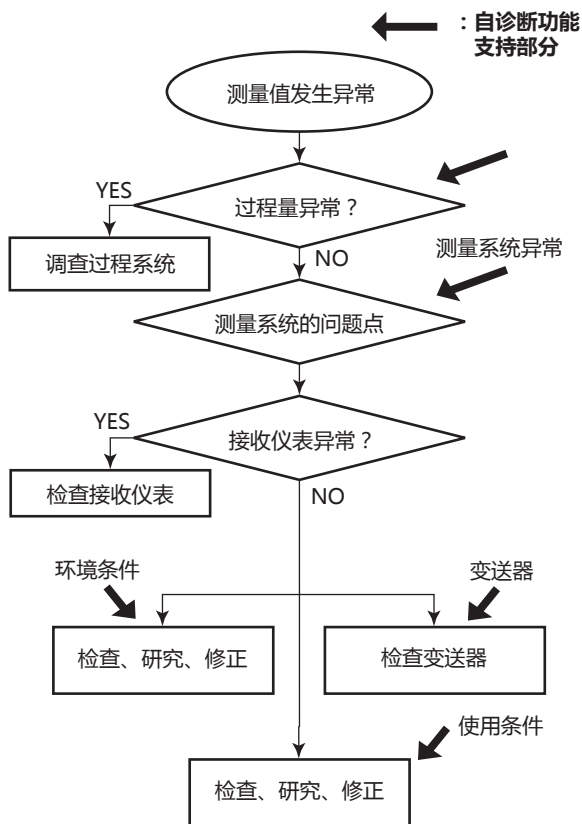 ：自诊断功能
支持部分
测量值发生异常
YES
过程量异常？
调查过程系统
NO
测量系统异常
测量系统的问题点
YES
接收仪表异常？
检查接收仪表
NO
环境条件
变送器
检查、研究、修正
检查变送器
使用条件
检查、研究、修正